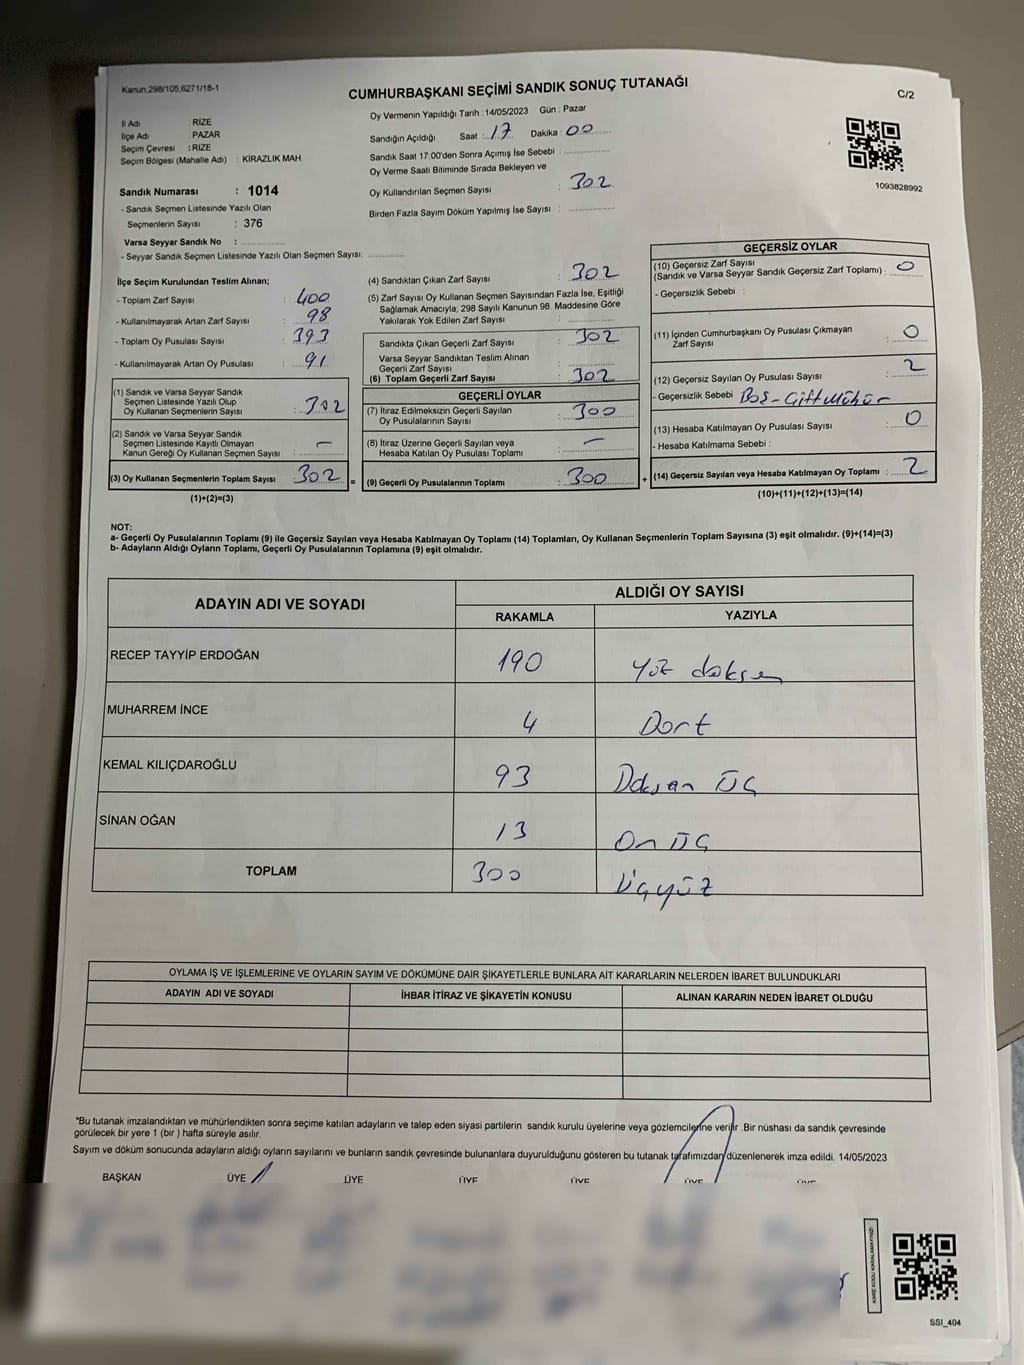 Kanun,298/105,6271/16-1
CUMHURBAŞKANI SEÇİMİ SANDIK SONUÇ TUTANAĞI
C/2
İl Adı : RİZE
İlçe Adı : PAZAR
Seçim Çevresi : RİZE
Seçim Bölgesi (Mahalle Adı) : KİRAZLIK MAH.
Oy Vermenin Yapıldığı Tarih : 14/05/2023 Gün : Pazar
Sandığın Açıldığı Saat : 17 Dakika : 00
Sandık Saat 17:00'den Sonra Açımış İse Sebebi :
Oy Verme Saati Bitiminde Sırada Bekleyen ve
Oy Kullandırılan Seçmen Sayısı : 302
Birden Fazla Sayım Döküm Yapılmış İse Sayısı :
1093828992
Sandık Numarası : 1014
- Sandık Seçmen Listesinde Yazılı Olan
Seçmenlerin Sayısı : 376
Varsa Seyyar Sandık No :
- Seyyar Sandık Seçmen Listesinde Yazılı Olan Seçmen Sayısı:
İlçe Seçim Kurulundan Teslim Alınan;
- Toplam Zarf Sayısı : 400
- Kullanılmayarak Artan Zarf Sayısı : 98
- Toplam Oy Pusulası Sayısı : 393
- Kullanılmayarak Artan Oy Pusulası : 91
(1) Sandık ve Varsa Seyyar Sandık
Seçmen Listesinde Yazılı Olup
Oy Kullanan Seçmenlerin Sayısı : 302
(2) Sandık ve Varsa Seyyar Sandık
Seçmen Listesinde Kayıtlı Olmayan
Kanun Gereği Oy Kullanan Seçmen Sayısı : –
(3) Oy Kullanan Seçmenlerin Toplam Sayısı 302 =
(1)+(2)=(3)
(4) Sandıktan Çıkan Zarf Sayısı : 302
(5) Zarf Sayısı Oy Kullanan Seçmen Sayısından Fazla İse, Eşitliği
Sağlamak Amacıyla; 298 Sayılı Kanunun 98. Maddesine Göre
Yakılarak Yok Edilen Zarf Sayısı :
Sandıkta Çıkan Geçerli Zarf Sayısı : 302
Varsa Seyyar Sandıktan Teslim Alınan
Geçerli Zarf Sayısı :
(6) Toplam Geçerli Zarf Sayısı : 302
GEÇERLİ OYLAR
(7) İtiraz Edilmeksizin Geçerli Sayılan
Oy Pusulalarının Sayısı : 300
(8) İtiraz Üzerine Geçerli Sayılan veya
Hesaba Katılan Oy Pusulası Toplamı : –
(9) Geçerli Oy Pusulalarının Toplamı : 300 +
GEÇERSİZ OYLAR
(10) Geçersiz Zarf Sayısı
(Sandık ve Varsa Seyyar Sandık Geçersiz Zarf Toplamı) : 0
- Geçersizlik Sebebi :
(11) İçinden Cumhurbaşkanı Oy Pusulası Çıkmayan
Zarf Sayısı : 0
(12) Geçersiz Sayılan Oy Pusulası Sayısı : 2
- Geçersizlik Sebebi Boş - Çift Mühür
(13) Hesaba Katılmayan Oy Pusulası Sayısı : 0
- Hesaba Katılmama Sebebi :
(14) Geçersiz Sayılan veya Hesaba Katılmayan Oy Toplamı : 2
(10)+(11)+(12)+(13)=(14)
NOT:
a- Geçerli Oy Pusulalarının Toplamı (9) ile Geçersiz Sayılan veya Hesaba Katılmayan Oy Toplamı (14) Toplamları, Oy Kullanan Seçmenlerin Toplam Sayısına (3) eşit olmalıdır. (9)+(14)=(3)
b- Adayların Aldığı Oyların Toplamı, Geçerli Oy Pusulalarının Toplamına (9) eşit olmalıdır.
ADAYIN ADI VE SOYADI
ALDIĞI OY SAYISI
RAKAMLA YAZIYLA
RECEP TAYYİP ERDOĞAN 190 Yüz doksan
MUHARREM İNCE 4 Dört
KEMAL KILIÇDAROĞLU 93 Doksan Üç
SİNAN OĞAN 13 On Üç
TOPLAM 300 Üçyüz
OYLAMA İŞ VE İŞLEMLERİNE VE OYLARIN SAYIM VE DÖKÜMÜNE DAİR ŞİKAYETLERLE BUNLARA AİT KARARLARIN NELERDEN İBARET BULUNDUKLARI
ADAYIN ADI VE SOYADI İHBAR İTİRAZ VE ŞİKAYETİN KONUSU ALINAN KARARIN NEDEN İBARET OLDUĞU
*Bu tutanak imzalandıktan ve mühürlendikten sonra seçime katılan adayların ve talep eden siyasi partilerin sandık kurulu üyelerine veya gözlemcilerine verilir .Bir nüshası da sandık çevresinde
görülecek bir yere 1 (bir ) hafta süreyle asılır.
Sayım ve döküm sonucunda adayların aldığı oyların sayılarını ve bunların sandık çevresinde bulunanlara duyurulduğunu gösteren bu tutanak tarafımızdan düzenlenerek imza edildi. 14/05/2023
BAŞKAN ÜYE ÜYE ÜYE ÜYE ÜYE ÜYE
SSI_404